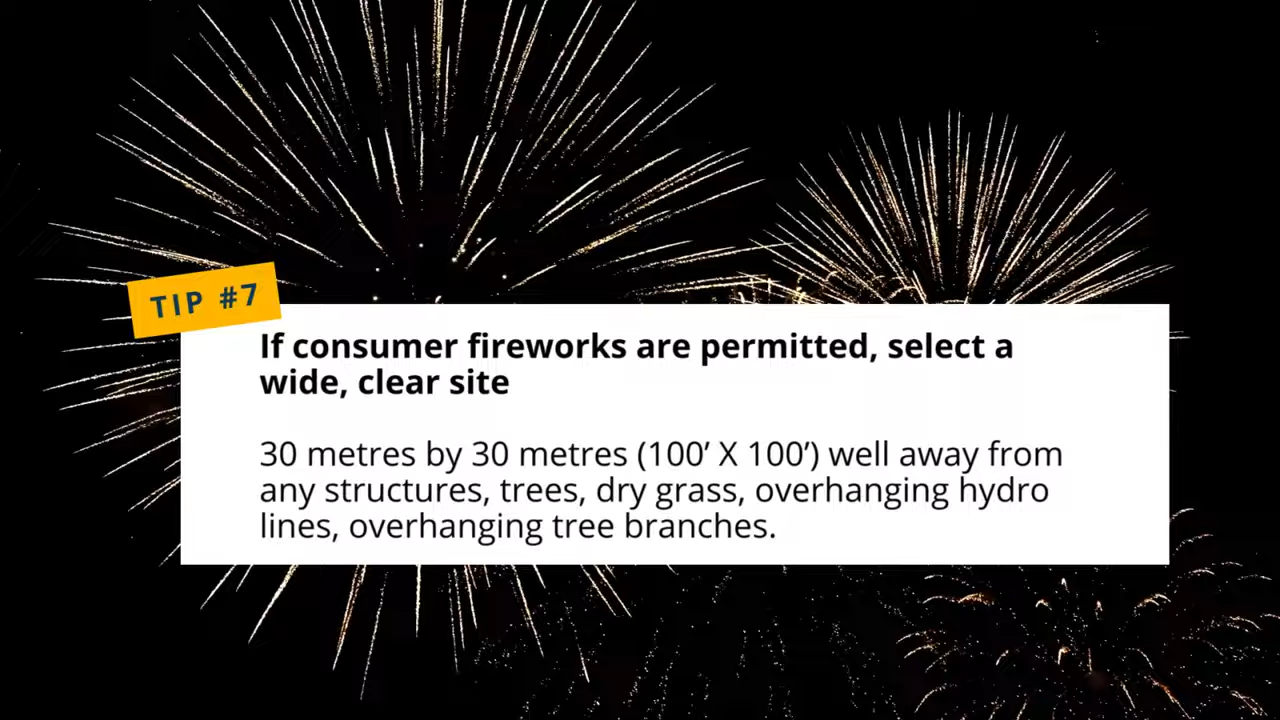 TIP #7
If consumer fireworks are permitted, select a
wide, clear site
30 metres by 30 metres (100’ X 100’) well away from
any structures, trees, dry grass, overhanging hydro
lines, overhanging tree branches.